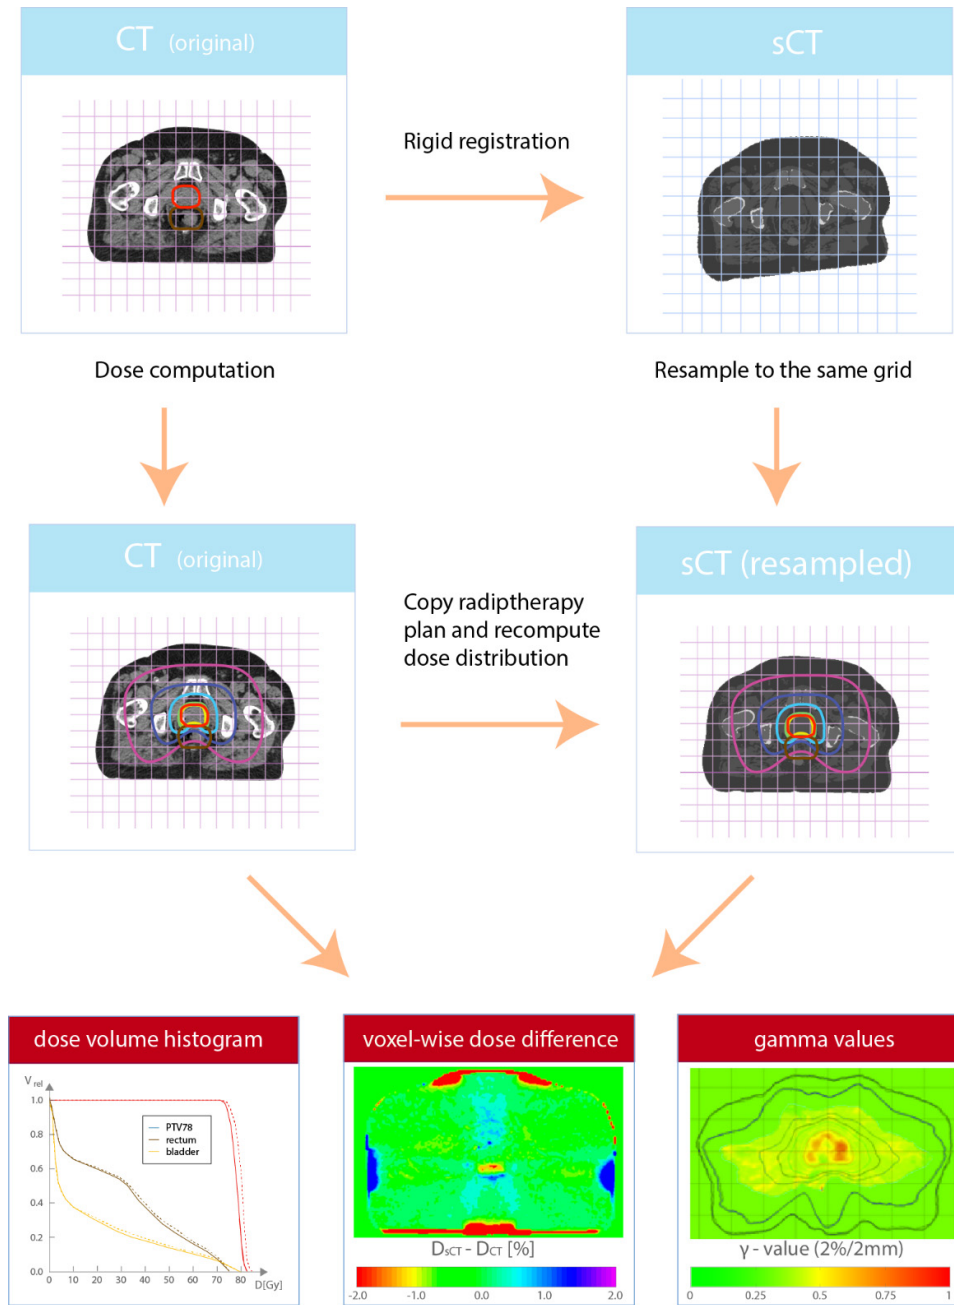 CT (original)
sCT
Rigid registration
Dose computation
Resample to the same grid
CT (original)
sCT (resampled)
Copy radiptherapy
plan and recompute
dose distribution
dose volume histogram
voxel-wise dose difference
gamma values
V rel
1.0
0.8
0.6
0.4
0.2
0.0
PTV78
rectum
bladder
0 10 20 30 40 50 60 70 80 D[Gy]
DsCT - DCT [%]
-2.0 -1.0 0.0 1.0 2.0
γ - value (2%/2mm)
0 0.25 0.5 0.75 1